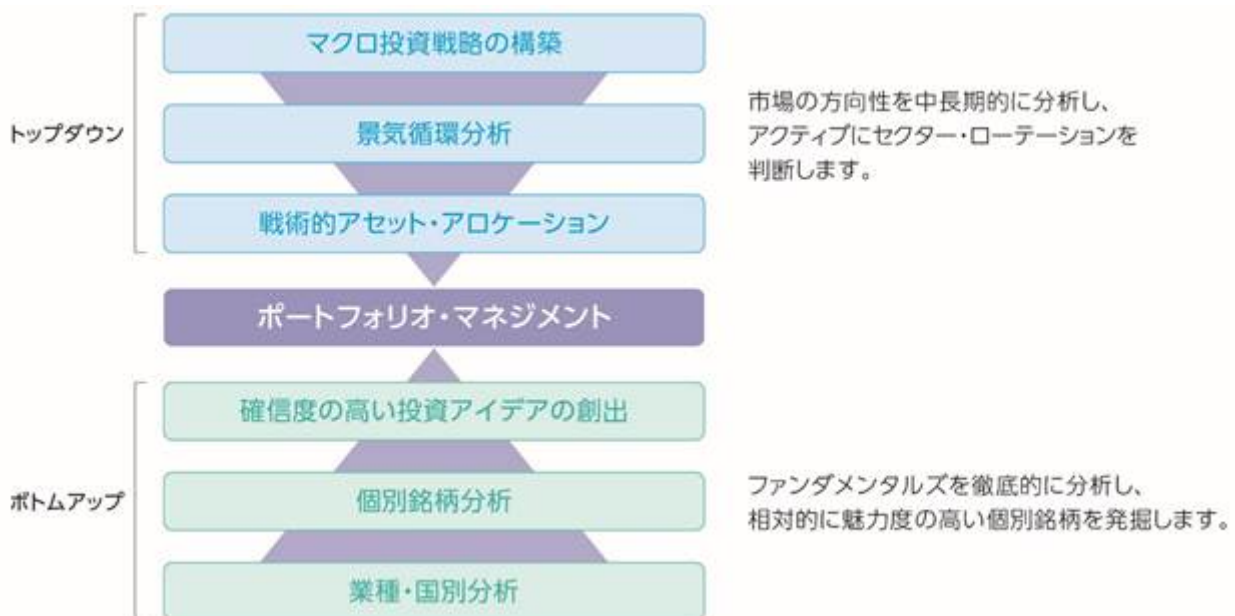 マクロ投資戦略の構築
トップダウン
景気循環分析
戦術的アセット・アロケーション
市場の方向性を中長期的に分析し、
アクティブにセクター・ローテーションを
判断します。
ポートフォリオ・マネジメント
確信度の高い投資アイデアの創出
ボトムアップ
個別銘柄分析
業種・国別分析
ファンダメンタルズを徹底的に分析し、
相対的に魅力度の高い個別銘柄を発掘します。